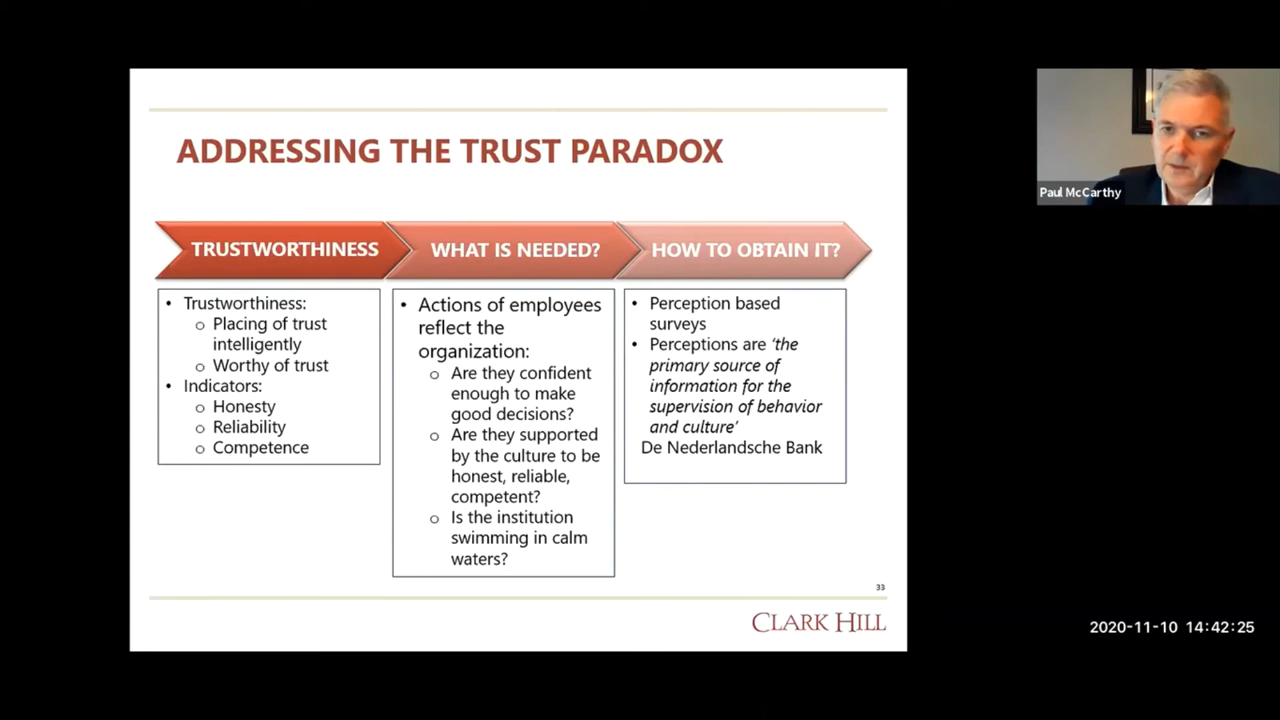 ADDRESSING THE TRUST PARADOX
TRUSTWORTHINESS
WHAT IS NEEDED?
HOW TO OBTAIN IT?
• Trustworthiness:
o Placing of trust
intelligently
o Worthy of trust
• Indicators:
o Honesty
o Reliability
o Competence
• Actions of employees
reflect the
organization:
o Are they confident
enough to make
good decisions?
o Are they supported
by the culture to be
honest, reliable,
competent?
o Is the institution
swimming in calm
waters?
• Perception based
surveys
• Perceptions are ‘the
primary source of
information for the
supervision of behavior
and culture’
De Nederlandsche Bank
33
CLARK HILL
Paul McCarthy
2020-11-10 14:42:25